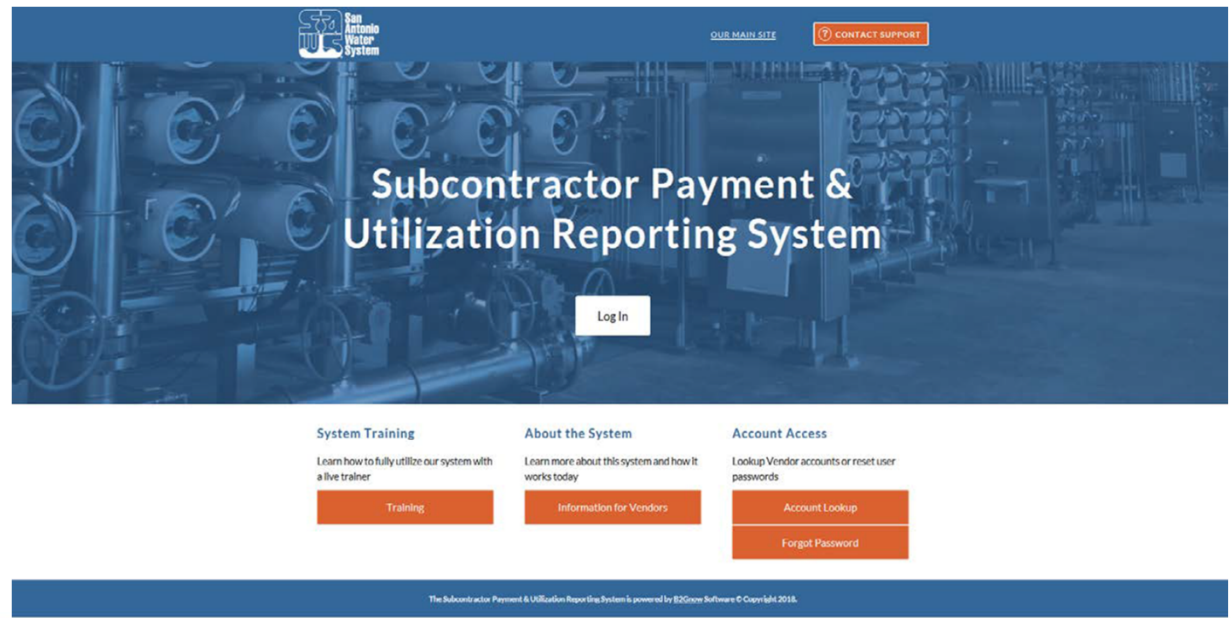 San
Antonio
Water
System
OUR MAIN SITE
? CONTACT SUPPORT
Subcontractor Payment &
Utilization Reporting System
Log In
System Training
Learn how to fully utilize our system with
a live trainer
Training
About the System
Learn more about this system and how it
works today
Information for Vendors
Account Access
Lookup Vendor accounts or reset user
passwords
Account Lookup
Forgot Password
The Subcontractor Payment & Utilization Reporting System is powered by B2Gnow Software © Copyright 2018.